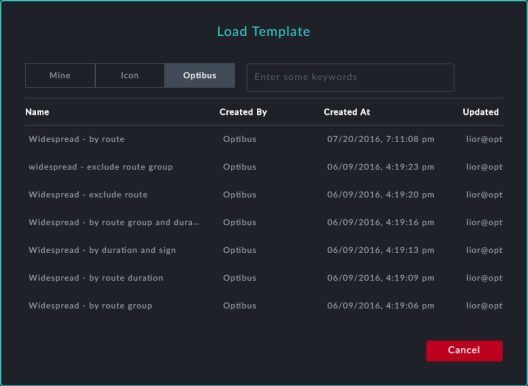 Load Template
Mine Icon Optibus Enter some keywords
Name Created By Created At Updated
Widespread - by route Optibus 07/20/2016, 7:11:08 pm lior@opt
widespread - exclude route group Optibus 06/09/2016, 4:19:23 pm lior@opt
Widespread - exclude route Optibus 06/09/2016, 4:19:20 pm lior@opt
Widespread - by route group and dura... Optibus 06/09/2016, 4:19:16 pm lior@opt
Widespread - by duration and sign Optibus 06/09/2016, 4:19:13 pm lior@opt
Widespread - by route duration Optibus 06/09/2016, 4:19:09 pm lior@opt
Widespread - by route group Optibus 06/09/2016, 4:19:06 pm lior@opt
Cancel